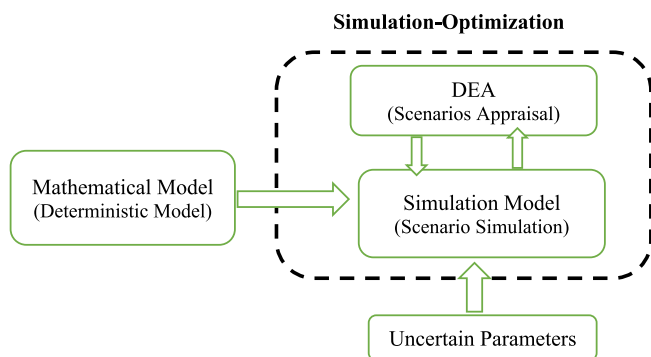 Simulation-Optimization
DEA
(Scenarios Appraisal)
Mathematical Model
(Deterministic Model)
Simulation Model
(Scenario Simulation)
Uncertain Parameters